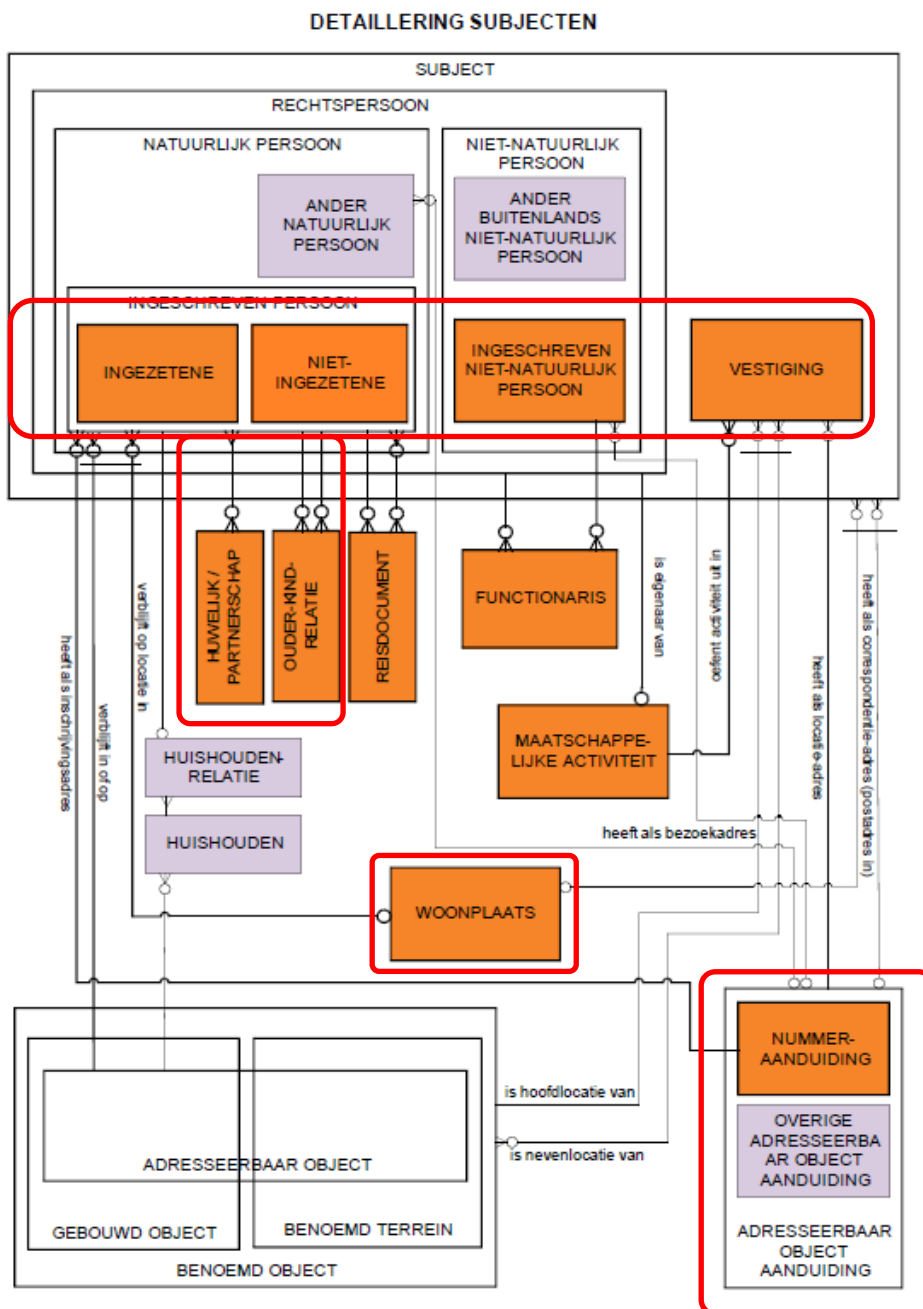 DETAILLERING SUBJECTEN
SUBJECT
RECHTSPERSOON
NATUURLIJK PERSOON
NIET-NATUURLIJK
PERSOON
ANDER
NATUURLIJK
PERSOON
ANDER
BUITENLANDS
NIET-NATUURLIJK
PERSOON
INGESCHREVEN PERSOON
INGEZETENE
NIET-
INGEZETENE
INGESCHREVEN
NIET-NATUURLIJK
PERSOON
VESTIGING
HUWELIJK /
PARTNERSCHAP
OUDER-KIND-
RELATIE
REISDOCUMENT
FUNCTIONARIS
is eigenaar van
oefent activiteit uit in
heeft als locatie-adres
heeft als correspondentie-adres (postadres in)
heeft als inschrijvingsadres
verblijft in of op
verblijft op locatie in
MAATSCHAPPE-
LIJKE ACTIVITEIT
HUISHOUDEN-
RELATIE
HUISHOUDEN
heeft als bezoekadres
WOONPLAATS
NUMMER-
AANDUIDING
is hoofdlocatie van
OVERIGE
ADRESSEERBA
AR OBJECT
AANDUIDING
is nevenlocatie van
ADRESSEERBAAR OBJECT
GEBOUWD OBJECT
BENOEMD TERREIN
BENOEMD OBJECT
ADRESSEERBAAR
OBJECT
AANDUIDING